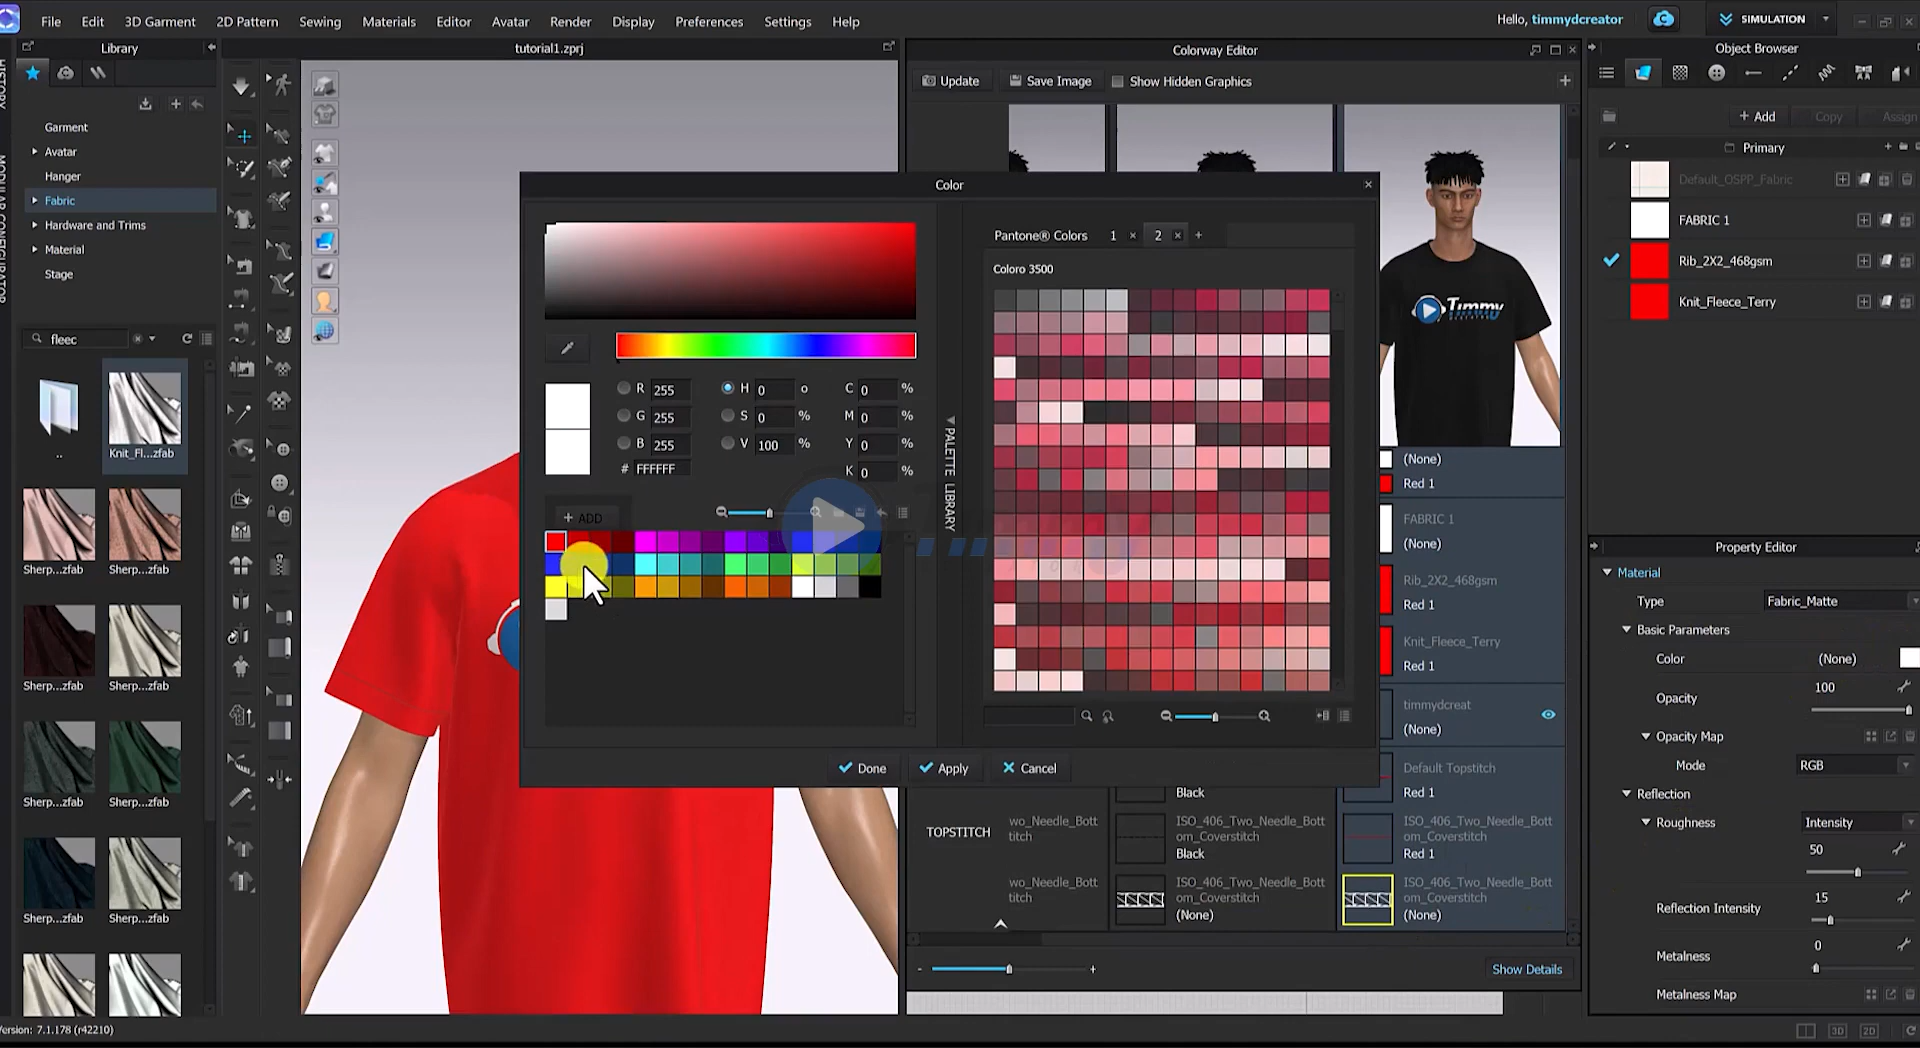 File Edit 3D Garment 2D Pattern Sewing Materials Editor Avatar Render Display Preferences Settings Help
Hello, timmydcreator
SIMULATION
Library
tutorial1.zprj
Colorway Editor
Object Browser
HISTORY
MODULAR CONFIGURATOR
Garment
Avatar
Hanger
Fabric
Hardware and Trims
Material
Stage
fleec
..
Knit_Fl...zfab
Sherp...zfab
Sherp...zfab
Sherp...zfab
Sherp...zfab
Sherp...zfab
Sherp...zfab
Sherp...zfab
Sherp...zfab
Version: 7.1.178 (r42210)
Update
Save Image
Show Hidden Graphics
Color
R 255
G 255
B 255
# FFFFFF
H 0 o
S 0 %
V 100 %
C 0 %
M 0 %
Y 0 %
K 0 %
+ ADD
PALETTE LIBRARY
Pantone® Colors 1 × 2 × +
Coloro 3500
Done
Apply
Cancel
Timmy
Timmy
(None)
Red 1
FABRIC 1
(None)
Rib_2X2_468gsm
Red 1
Knit_Fleece_Terry
Red 1
timmydcreat
(None)
Default Topstitch
Black
Red 1
TOPSTITCH
wo_Needle_Bott
titch
ISO_406_Two_Needle_Bott
om_Coverstitch
Black
ISO_406_Two_Needle_Bott
om_Coverstitch
Red 1
wo_Needle_Bott
titch
ISO_406_Two_Needle_Bott
om_Coverstitch
(None)
ISO_406_Two_Needle_Bott
om_Coverstitch
(None)
- +
Show Details
+ Add Copy Assign
Primary
Default_OSPP_Fabric
FABRIC 1
Rib_2X2_468gsm
Knit_Fleece_Terry
Property Editor
Material
Type Fabric_Matte
Basic Parameters
Color (None)
Opacity 100
Opacity Map
Mode RGB
Reflection
Roughness Intensity
50
Reflection Intensity 15
Metalness 0
Metalness Map
3D 2D